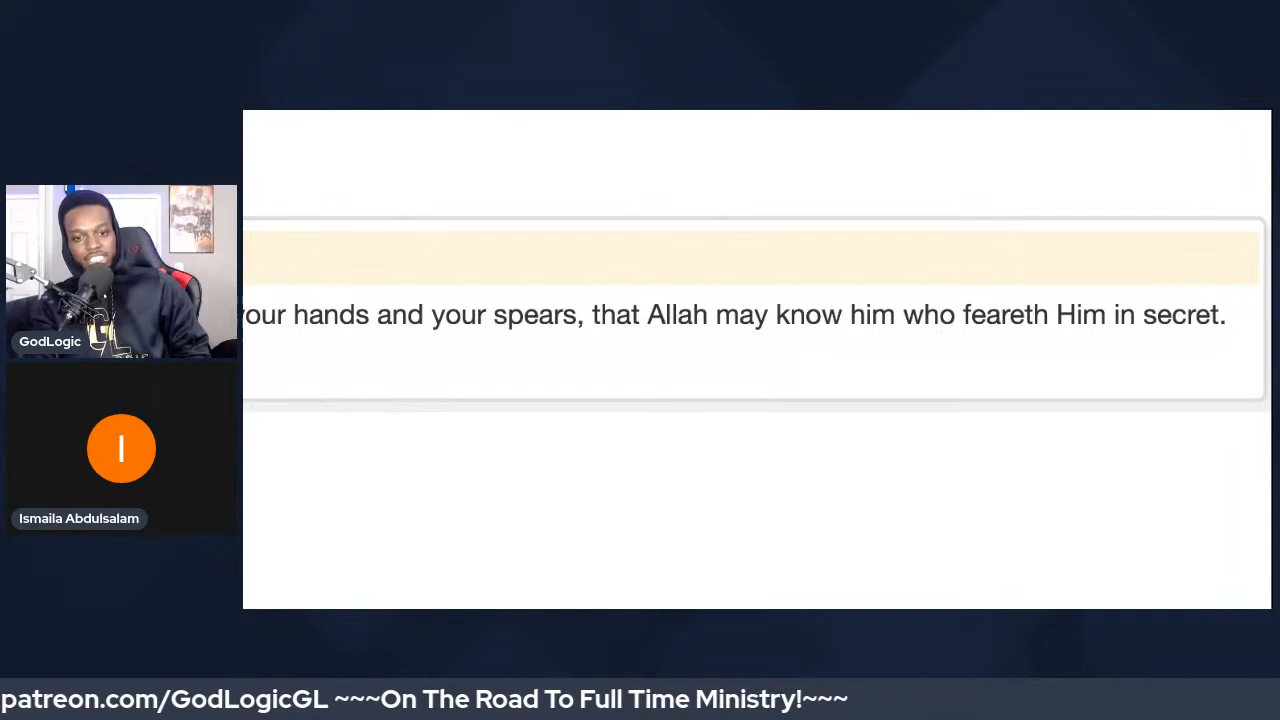 your hands and your spears, that Allah may know him who feareth Him in secret.
GodLogic
I
Ismaila Abdulsalam
patreon.com/GodLogicGL ~~~On The Road To Full Time Ministry!~~~